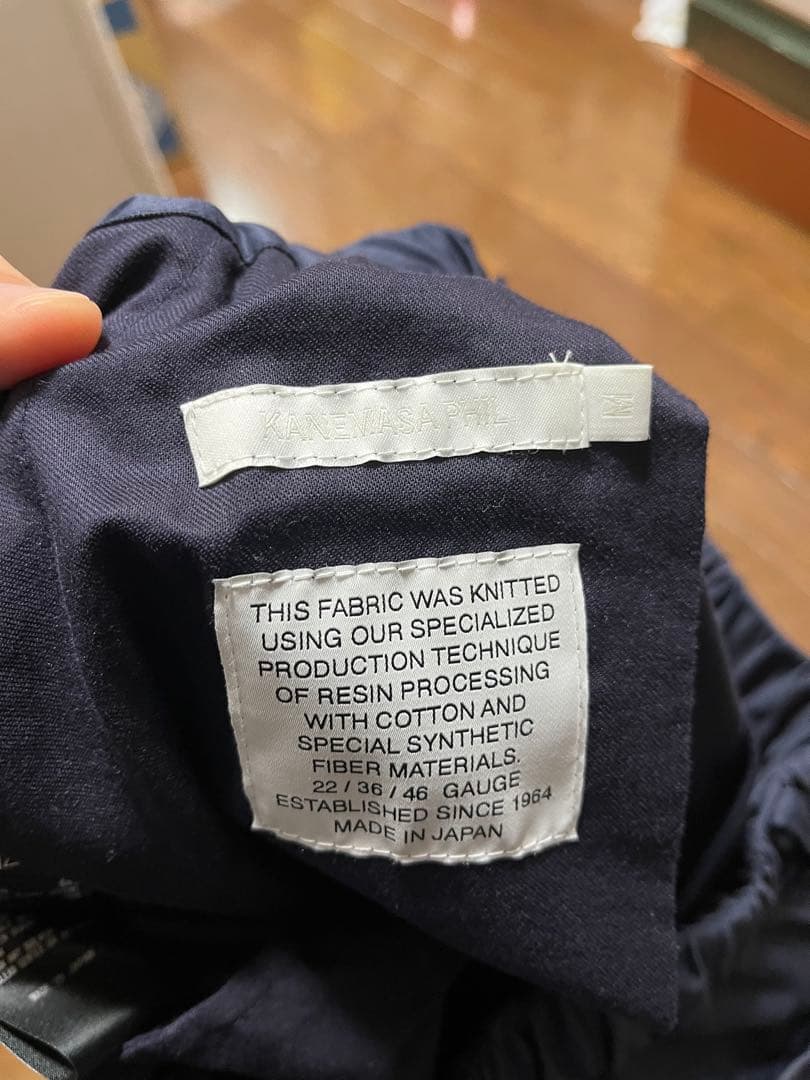 KANEMASA PHIL.
M
THIS FABRIC WAS KNITTED
USING OUR SPECIALIZED
PRODUCTION TECHNIQUE
OF RESIN PROCESSING
WITH COTTON AND
SPECIAL SYNTHETIC
FIBER MATERIALS.
22 / 36 / 46 GAUGE
ESTABLISHED SINCE 1964
MADE IN JAPAN